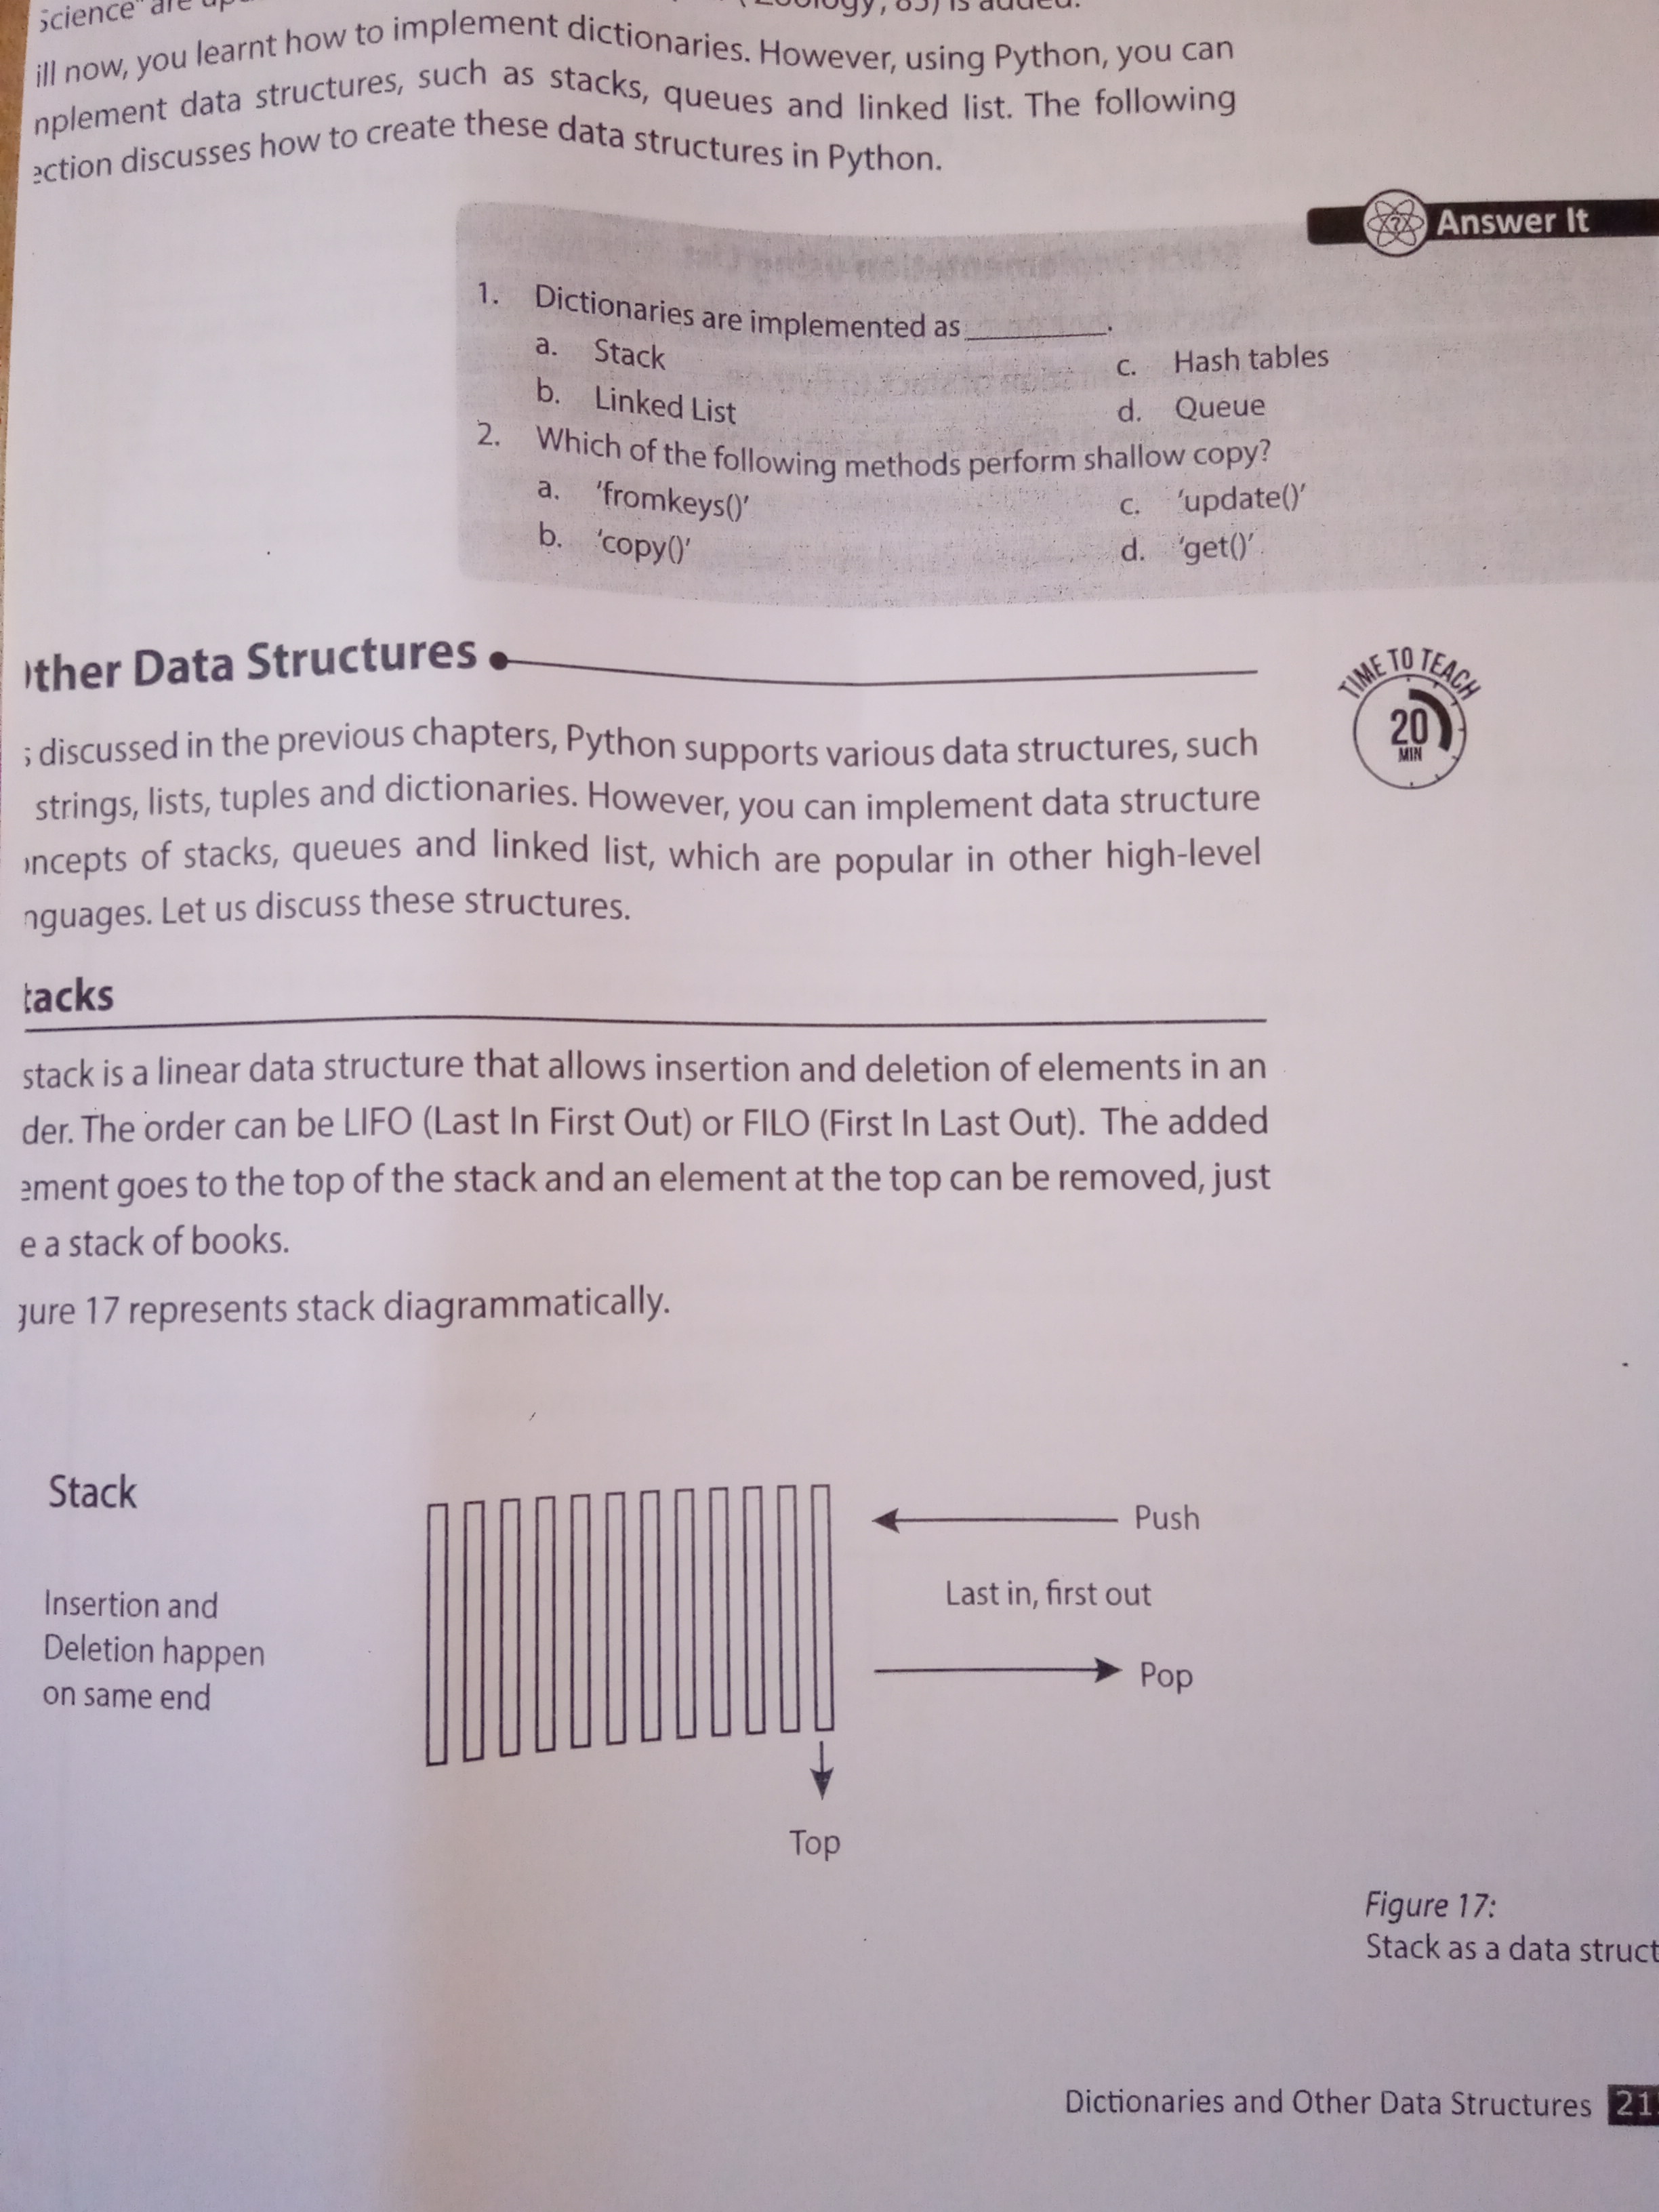 Science" are
is added.
ill now, you learnt how to implement dictionaries. However, using Python, you can
nplement data structures, such as stacks, queues and linked list. The following
ection discusses how to create these data structures in Python.
Answer It
1. Dictionaries are implemented as __________.
a. Stack
c. Hash tables
b. Linked List
d. Queue
2. Which of the following methods perform shallow copy?
a. ‘fromkeys()’
c. ‘update()’
b. ‘copy()’
d. ‘get()’
ther Data Structures
TIME TO TEACH
20
MIN
s discussed in the previous chapters, Python supports various data structures, such
strings, lists, tuples and dictionaries. However, you can implement data structure
oncepts of stacks, queues and linked list, which are popular in other high-level
nguages. Let us discuss these structures.
tacks
stack is a linear data structure that allows insertion and deletion of elements in an
der. The order can be LIFO (Last In First Out) or FILO (First In Last Out). The added
ement goes to the top of the stack and an element at the top can be removed, just
e a stack of books.
gure 17 represents stack diagrammatically.
Stack
Push
Insertion and
Deletion happen
on same end
Last in, first out
Pop
Top
Figure 17:
Stack as a data struct
Dictionaries and Other Data Structures 21